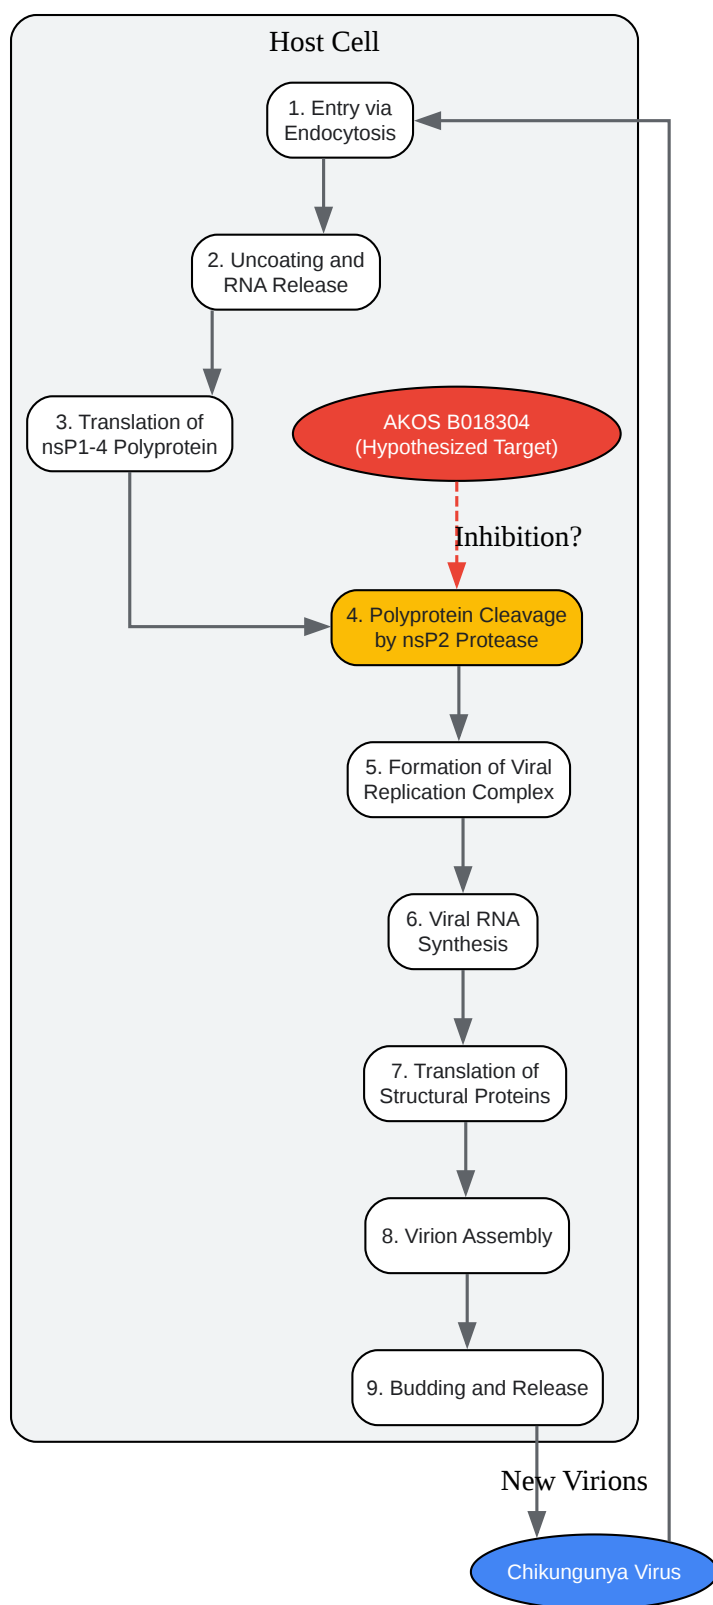 Host Cell
1. Entry via
Endocytosis
2. Uncoating and
RNA Release
3. Translation of
nsP1-4 Polyprotein
AKOS B018304
(Hypothesized Target)
Inhibition?
4. Polyprotein Cleavage
by nsP2 Protease
5. Formation of Viral
Replication Complex
6. Viral RNA
Synthesis
7. Translation of
Structural Proteins
8. Virion Assembly
9. Budding and Release
New Virions
Chikungunya Virus